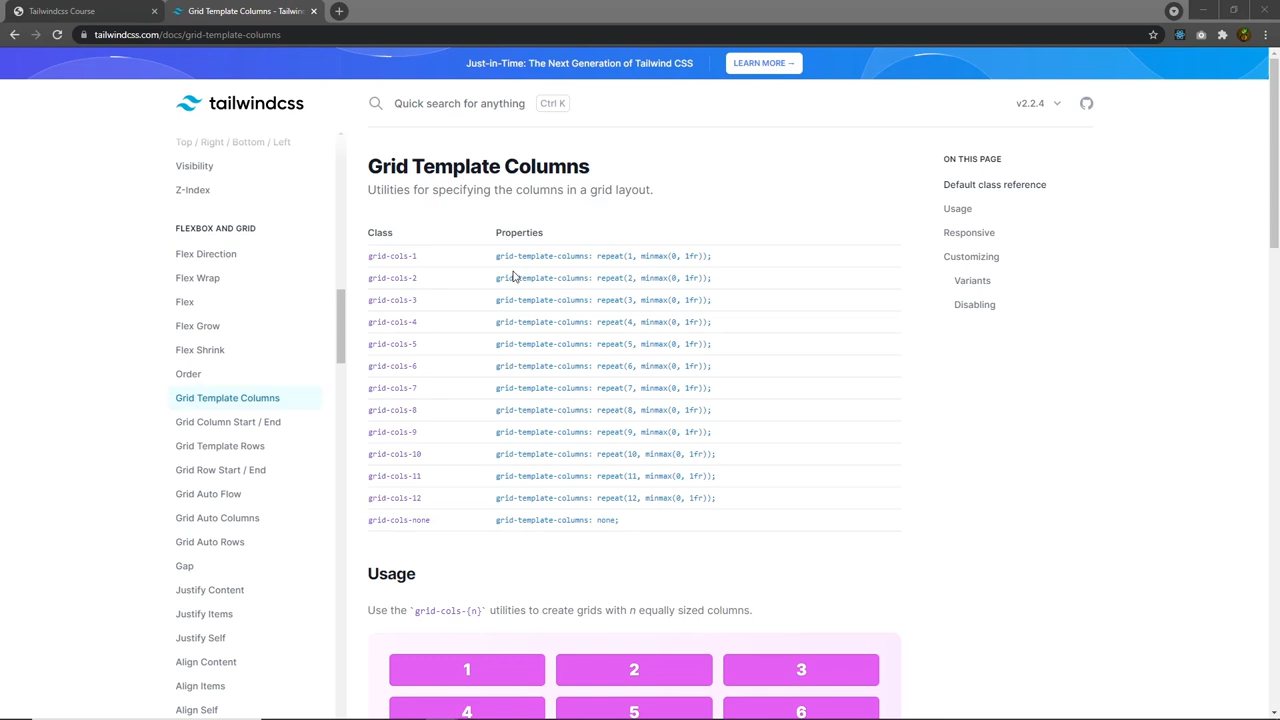 Tailwindcss Course
Grid Template Columns - Tailwin
tailwindcss.com/docs/grid-template-columns
Just-in-Time: The Next Generation of Tailwind CSS
LEARN MORE →
tailwindcss
Quick search for anything
Ctrl K
v2.2.4
Top / Right / Bottom / Left
Visibility
Z-Index
FLEXBOX AND GRID
Flex Direction
Flex Wrap
Flex
Flex Grow
Flex Shrink
Order
Grid Template Columns
Grid Column Start / End
Grid Template Rows
Grid Row Start / End
Grid Auto Flow
Grid Auto Columns
Grid Auto Rows
Gap
Justify Content
Justify Items
Justify Self
Align Content
Align Items
Align Self
Grid Template Columns
Utilities for specifying the columns in a grid layout.
Class Properties
grid-cols-1 grid-template-columns: repeat(1, minmax(0, 1fr));
grid-cols-2 grid-template-columns: repeat(2, minmax(0, 1fr));
grid-cols-3 grid-template-columns: repeat(3, minmax(0, 1fr));
grid-cols-4 grid-template-columns: repeat(4, minmax(0, 1fr));
grid-cols-5 grid-template-columns: repeat(5, minmax(0, 1fr));
grid-cols-6 grid-template-columns: repeat(6, minmax(0, 1fr));
grid-cols-7 grid-template-columns: repeat(7, minmax(0, 1fr));
grid-cols-8 grid-template-columns: repeat(8, minmax(0, 1fr));
grid-cols-9 grid-template-columns: repeat(9, minmax(0, 1fr));
grid-cols-10 grid-template-columns: repeat(10, minmax(0, 1fr));
grid-cols-11 grid-template-columns: repeat(11, minmax(0, 1fr));
grid-cols-12 grid-template-columns: repeat(12, minmax(0, 1fr));
grid-cols-none grid-template-columns: none;
Usage
Use the `grid-cols-{n}` utilities to create grids with n equally sized columns.
1 2 3
4 5 6
ON THIS PAGE
Default class reference
Usage
Responsive
Customizing
Variants
Disabling